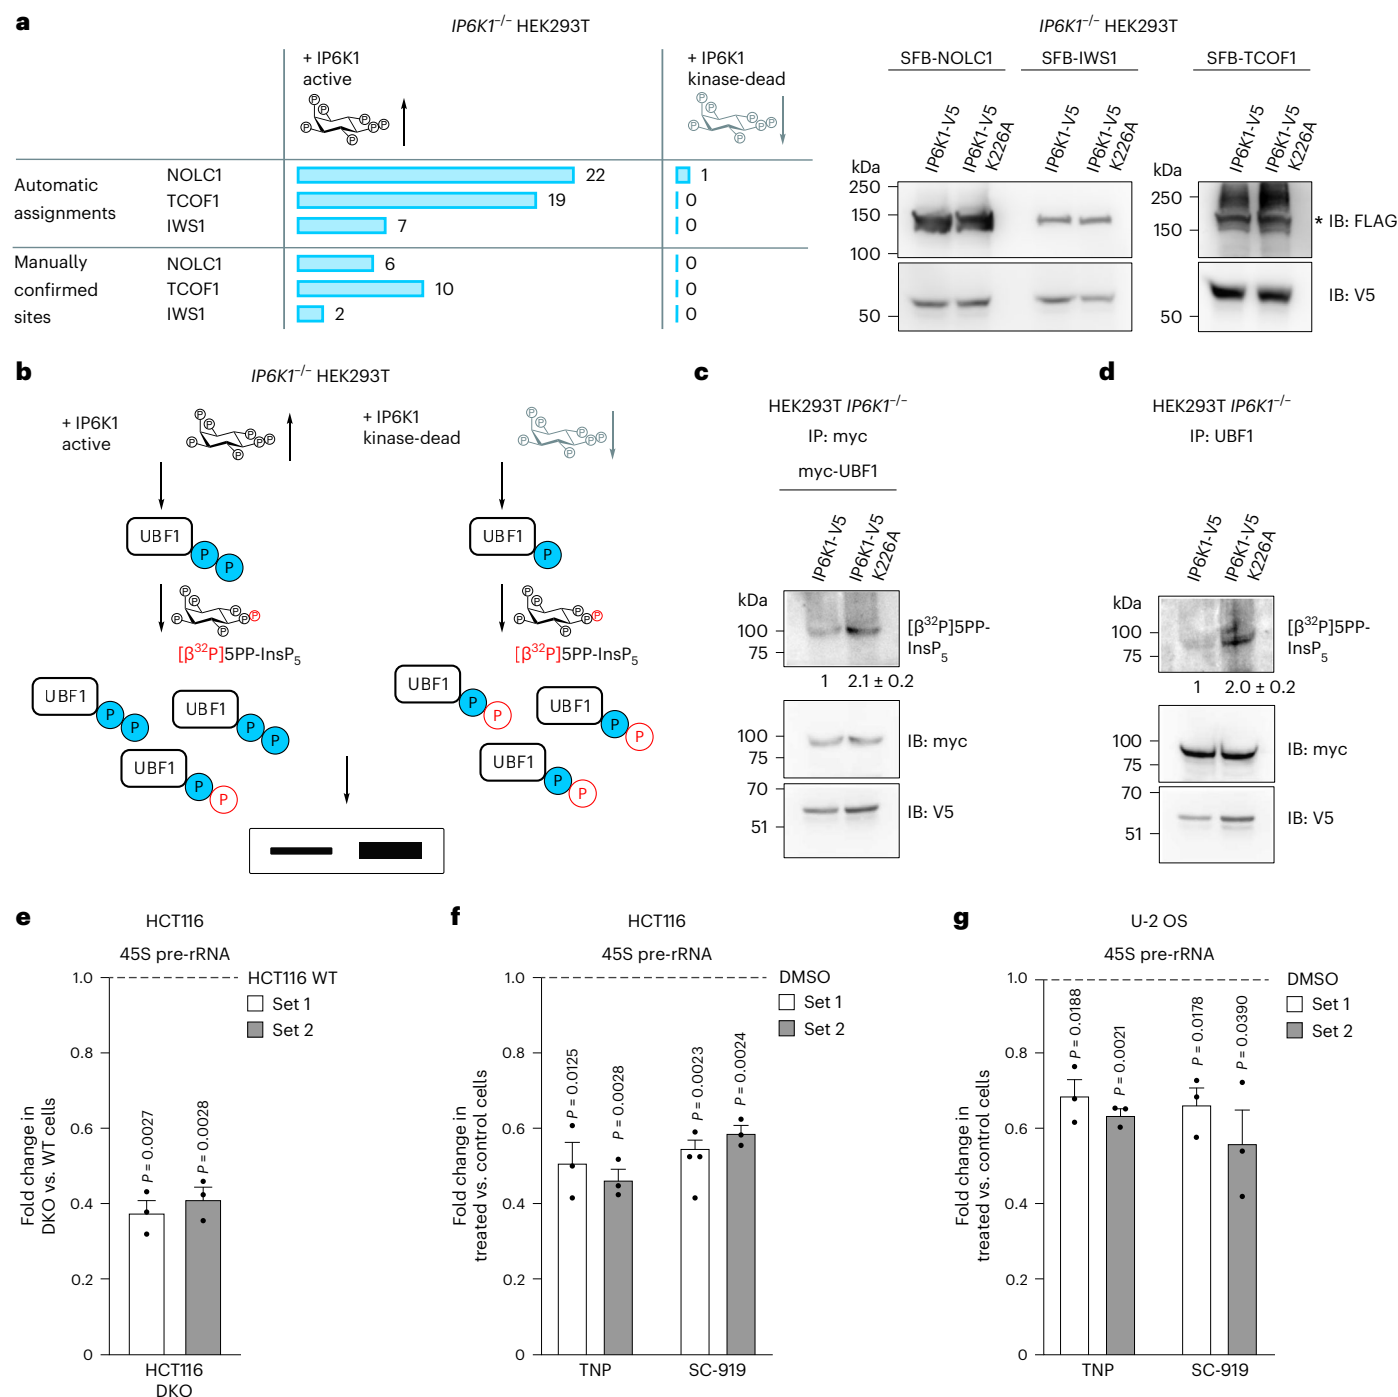 a
IP6K1–/– HEK293T
+ IP6K1
active
+ IP6K1
kinase-dead
P P P P P P P
P P P P P P P
Automatic
assignments
NOLC1 22 1
TCOF1 19 0
IWS1 7 0
Manually
confirmed
sites
NOLC1 6 0
TCOF1 10 0
IWS1 2 0
IP6K1–/– HEK293T
SFB-NOLC1 SFB-IWS1 SFB-TCOF1
IP6K1-V5
IP6K1-V5
K226A
IP6K1-V5
IP6K1-V5
K226A
IP6K1-V5
IP6K1-V5
K226A
kDa
250
150
100
50
kDa
250
150
50
* IB: FLAG
IB: V5
b
IP6K1–/– HEK293T
+ IP6K1
active
+ IP6K1
kinase-dead
P P P P P P P
P P P P P P P
UBF1 P P
UBF1 P
P P P P P P P
P P P P P P P
[β32P]5PP-InsP5
[β32P]5PP-InsP5
UBF1 P P
UBF1 P P
UBF1 P P
UBF1 P P
UBF1 P P
UBF1 P P
c
HEK293T IP6K1–/–
IP: myc
myc-UBF1
IP6K1-V5
IP6K1-V5
K226A
kDa
100
75
[β32P]5PP-
InsP5
1 2.1 ± 0.2
100
75
IB: myc
70
51
IB: V5
d
HEK293T IP6K1–/–
IP: UBF1
IP6K1-V5
IP6K1-V5
K226A
kDa
100
75
[β32P]5PP-
InsP5
1 2.0 ± 0.2
100
75
IB: myc
70
51
IB: V5
e
HCT116
45S pre-rRNA
HCT116 WT
Set 1
Set 2
Fold change in
DKO vs. WT cells
1.0
0.8
0.6
0.4
0.2
0
P = 0.0027
P = 0.0028
HCT116
DKO
f
HCT116
45S pre-rRNA
DMSO
Set 1
Set 2
Fold change in
treated vs. control cells
1.0
0.8
0.6
0.4
0.2
0
P = 0.0125
P = 0.0028
P = 0.0023
P = 0.0024
TNP SC-919
g
U-2 OS
45S pre-rRNA
DMSO
Set 1
Set 2
Fold change in
treated vs. control cells
1.0
0.8
0.6
0.4
0.2
0
P = 0.0188
P = 0.0021
P = 0.0178
P = 0.0390
TNP SC-919